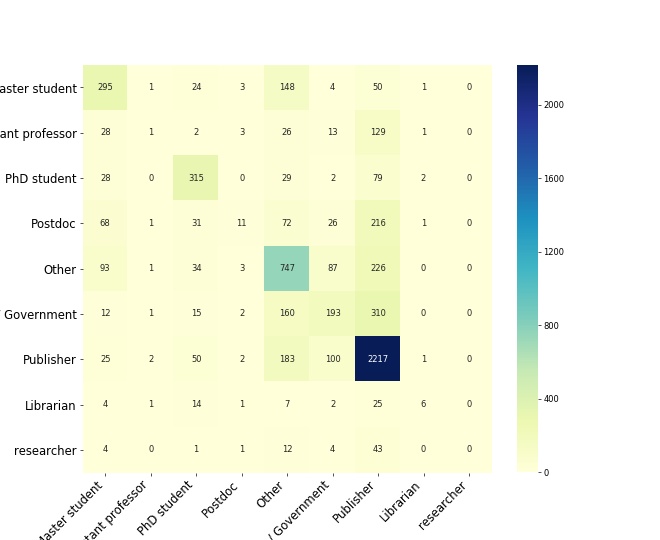 aster student 295 1 24 3 148 4 50 1 0
ant professor 28 1 2 3 26 13 129 1 0
PhD student 28 0 315 0 29 2 79 2 0
Postdoc 68 1 31 11 72 26 216 1 0
Other 93 1 34 3 747 87 226 0 0
/ Government 12 1 15 2 160 193 310 0 0
Publisher 25 2 50 2 183 100 2217 1 0
Librarian 4 1 14 1 7 2 25 6 0
researcher 4 0 1 1 12 4 43 0 0
Master student
tant professor
PhD student
Postdoc
Other
/ Government
Publisher
Librarian
researcher
2000
1600
1200
800
400
0